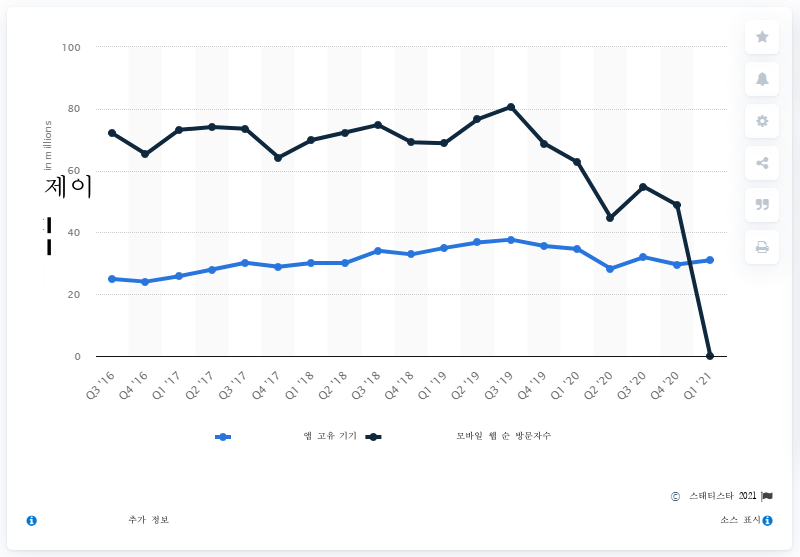 100
80
in millions
60
제이
40
20
0
Q3 '16 Q4 '16 Q1 '17 Q2 '17 Q3 '17 Q4 '17 Q1 '18 Q2 '18 Q3 '18 Q4 '18 Q1 '19 Q2 '19 Q3 '19 Q4 '19 Q1 '20 Q2 '20 Q3 '20 Q4 '20 Q1 '21
앱 고유 기기 모바일 웹 순 방문자수
© 스태티스타 2021
추가 정보 소스 표시